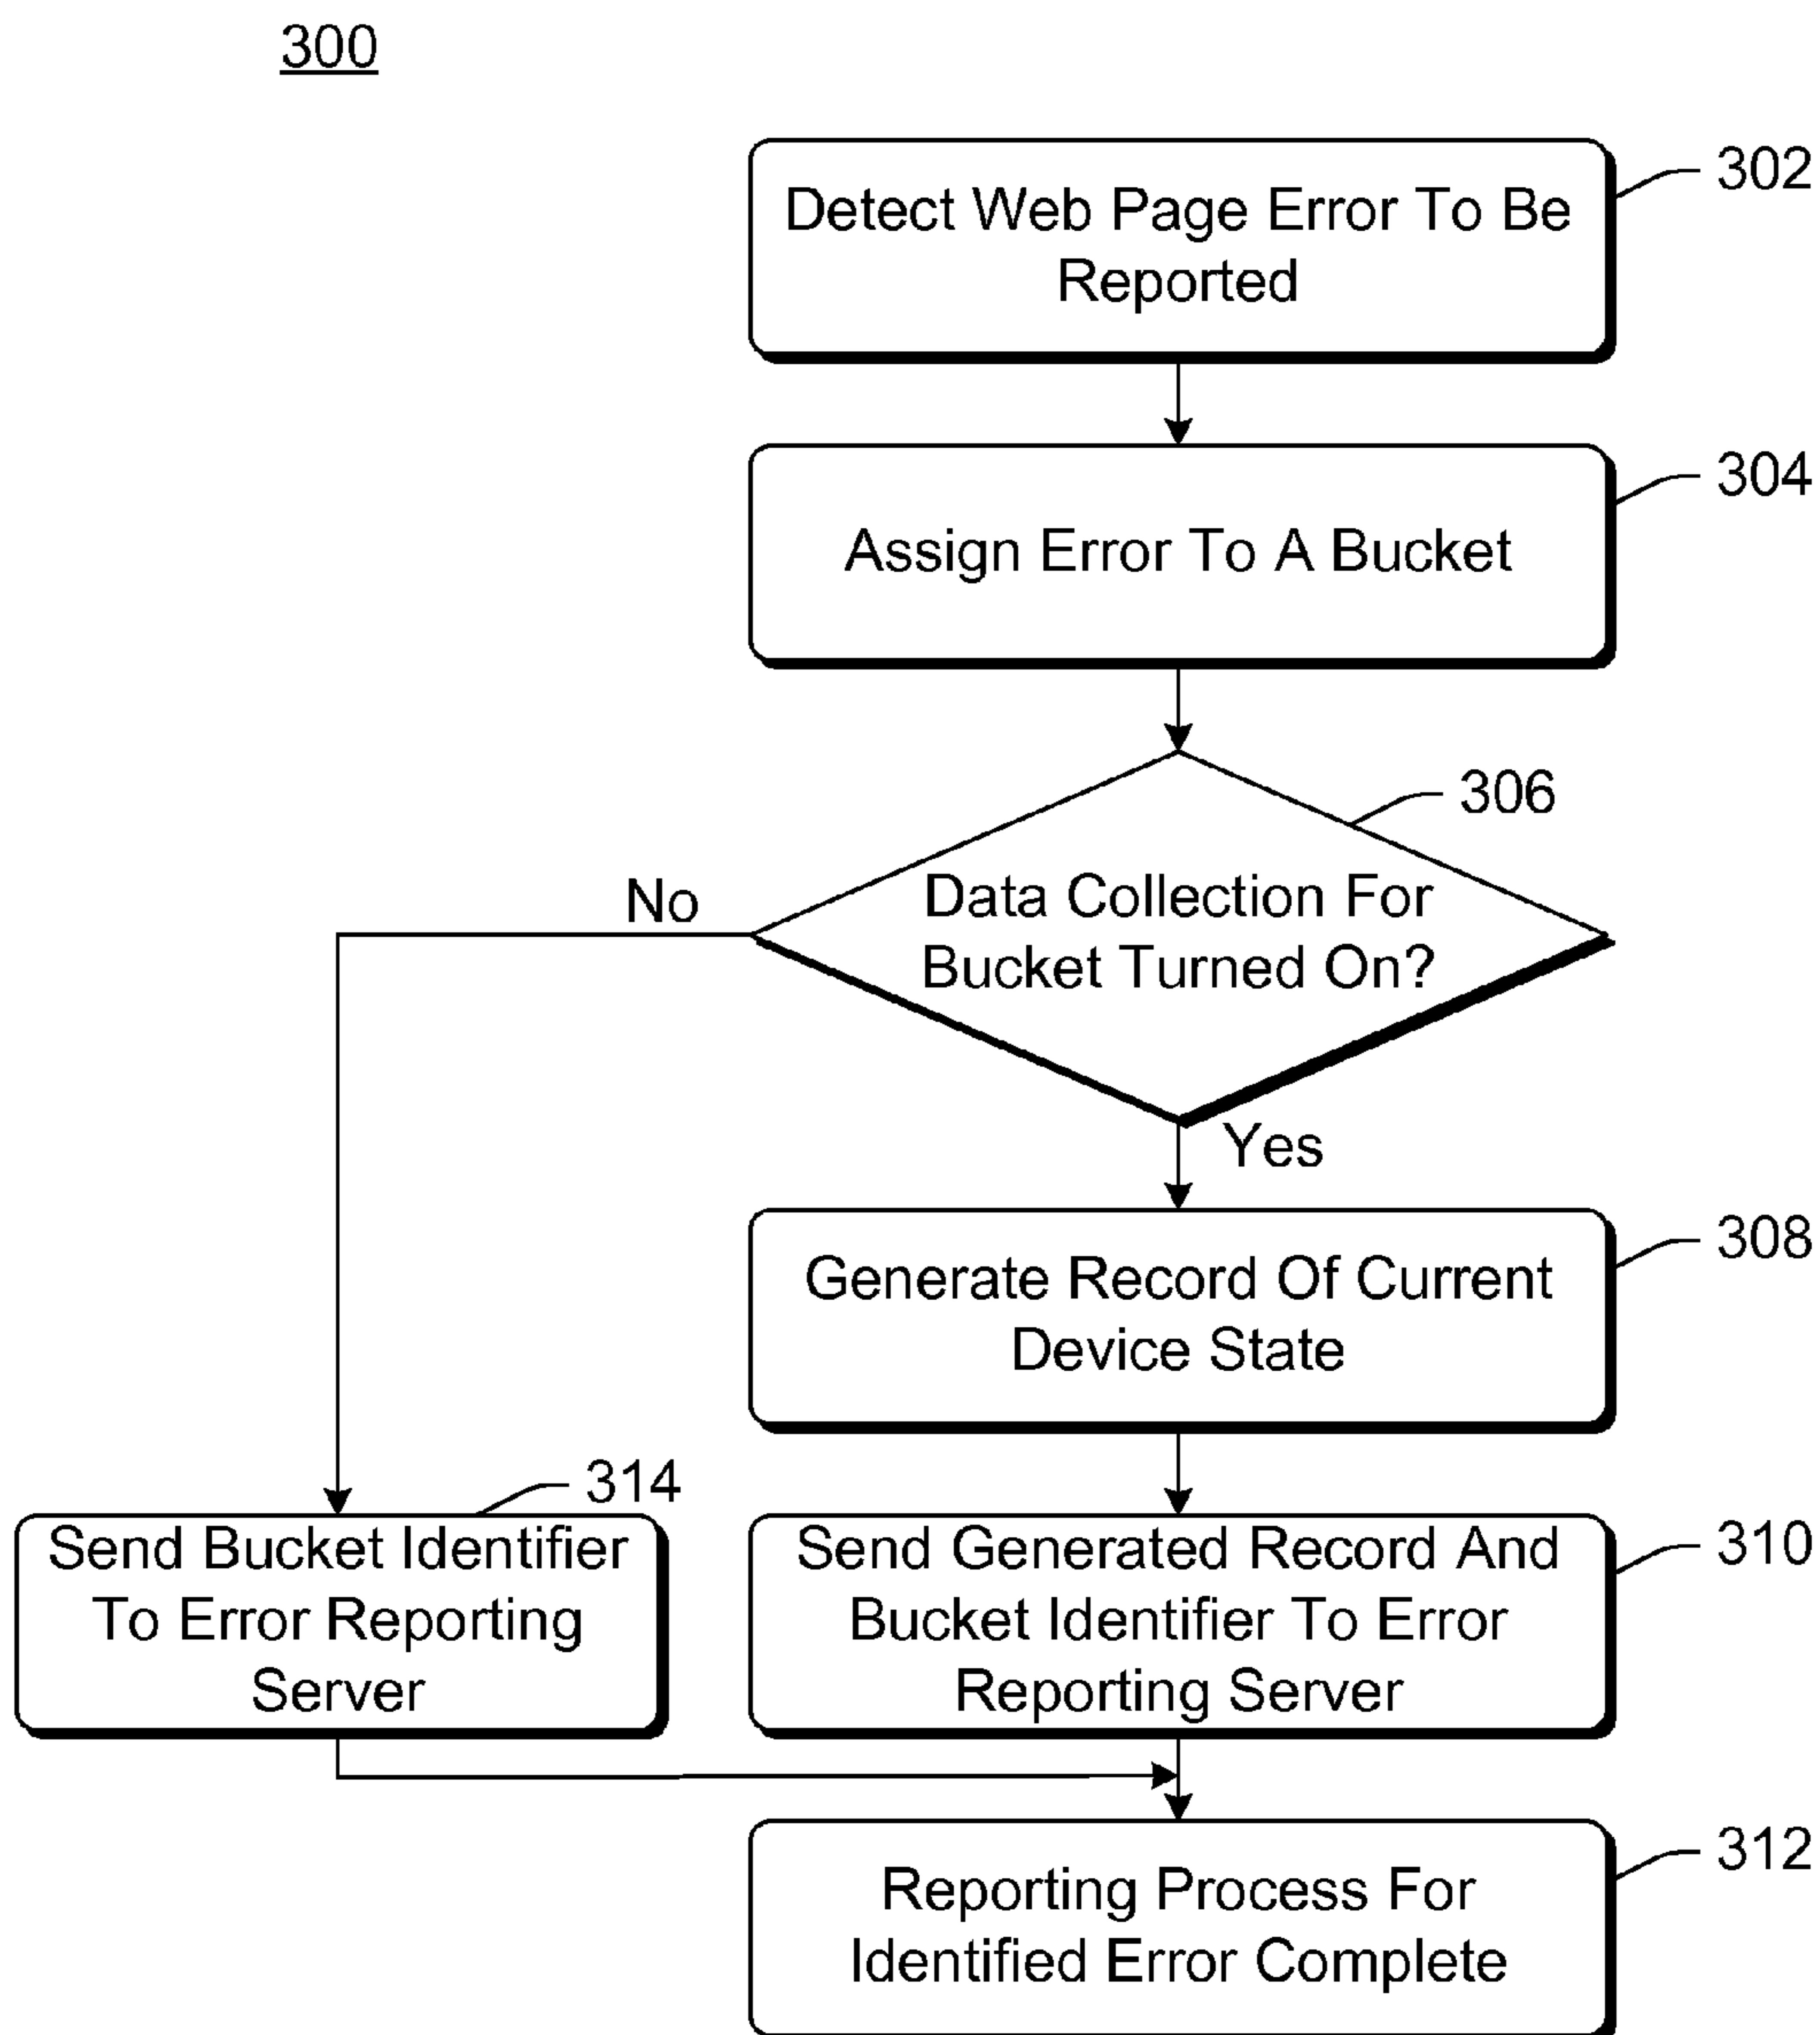 300
302
Detect Web Page Error To Be
Reported
304
Assign Error To A Bucket
306
Data Collection For
Bucket Turned On?
No
Yes
308
Generate Record Of Current
Device State
314
Send Bucket Identifier
To Error Reporting
Server
310
Send Generated Record And
Bucket Identifier To Error
Reporting Server
312
Reporting Process For
Identified Error Complete